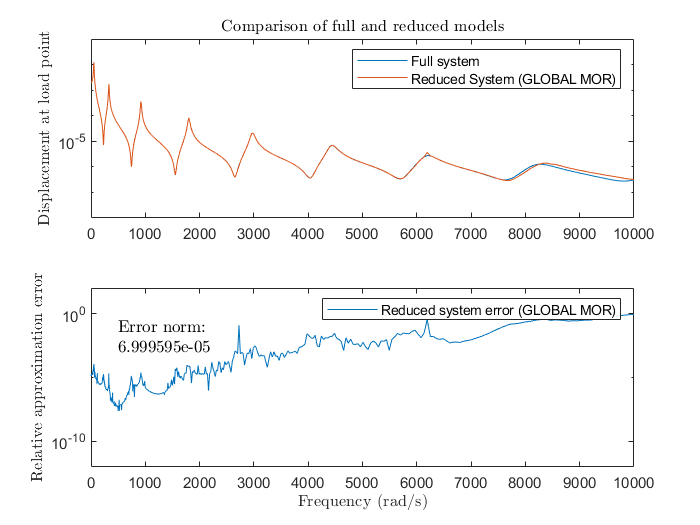 Comparison of full and reduced models
Displacement at load point
Full system
Reduced System (GLOBAL MOR)
10^-5
0 1000 2000 3000 4000 5000 6000 7000 8000 9000 10000
Relative approximation error
Reduced system error (GLOBAL MOR)
Error norm:
6.999595e-05
10^0
10^-10
0 1000 2000 3000 4000 5000 6000 7000 8000 9000 10000
Frequency (rad/s)